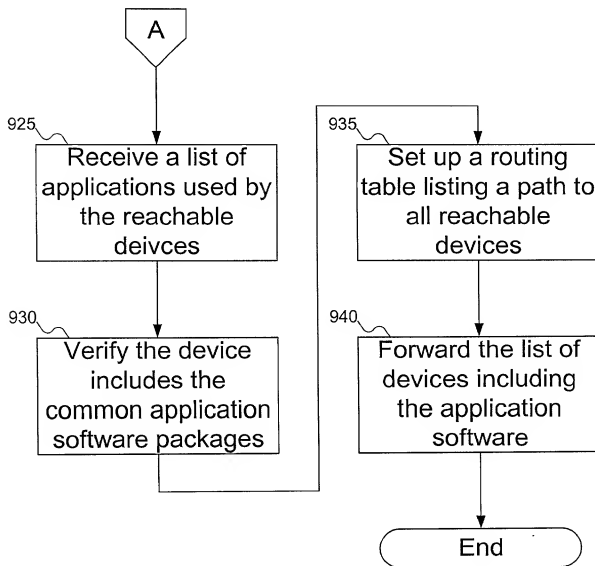 A
925
Receive a list of
applications used by
the reachable
deivces
930
Verify the device
includes the
common application
software packages
935
Set up a routing
table listing a path to
all reachable
devices
940
Forward the list of
devices including
the application
software
End